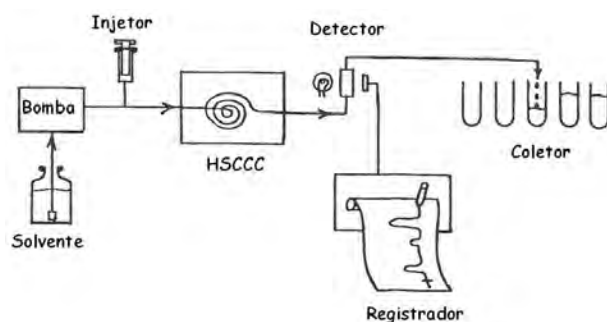 Injetor
Detector
Bomba
HSCCC
Coletor
Solvente
Registrador